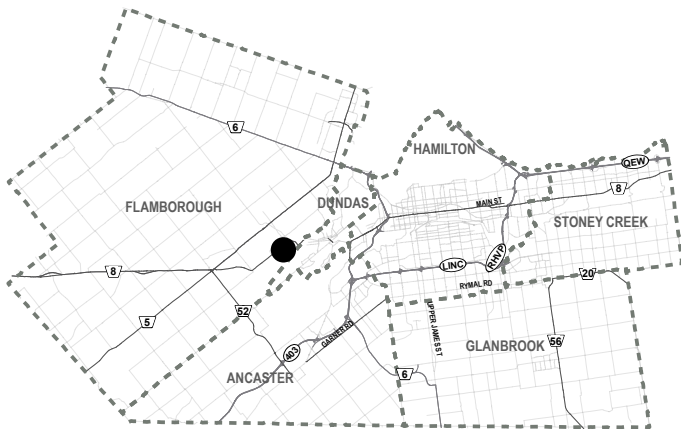 6
HAMILTON
QEW
8
FLAMBOROUGH
DUNDAS
MAIN ST
STONEY CREEK
8
LINC
RHVP
20
RYMAL RD
5
52
UPPER JAMES ST
GARNER RD
403
GLANBROOK
56
ANCASTER
6